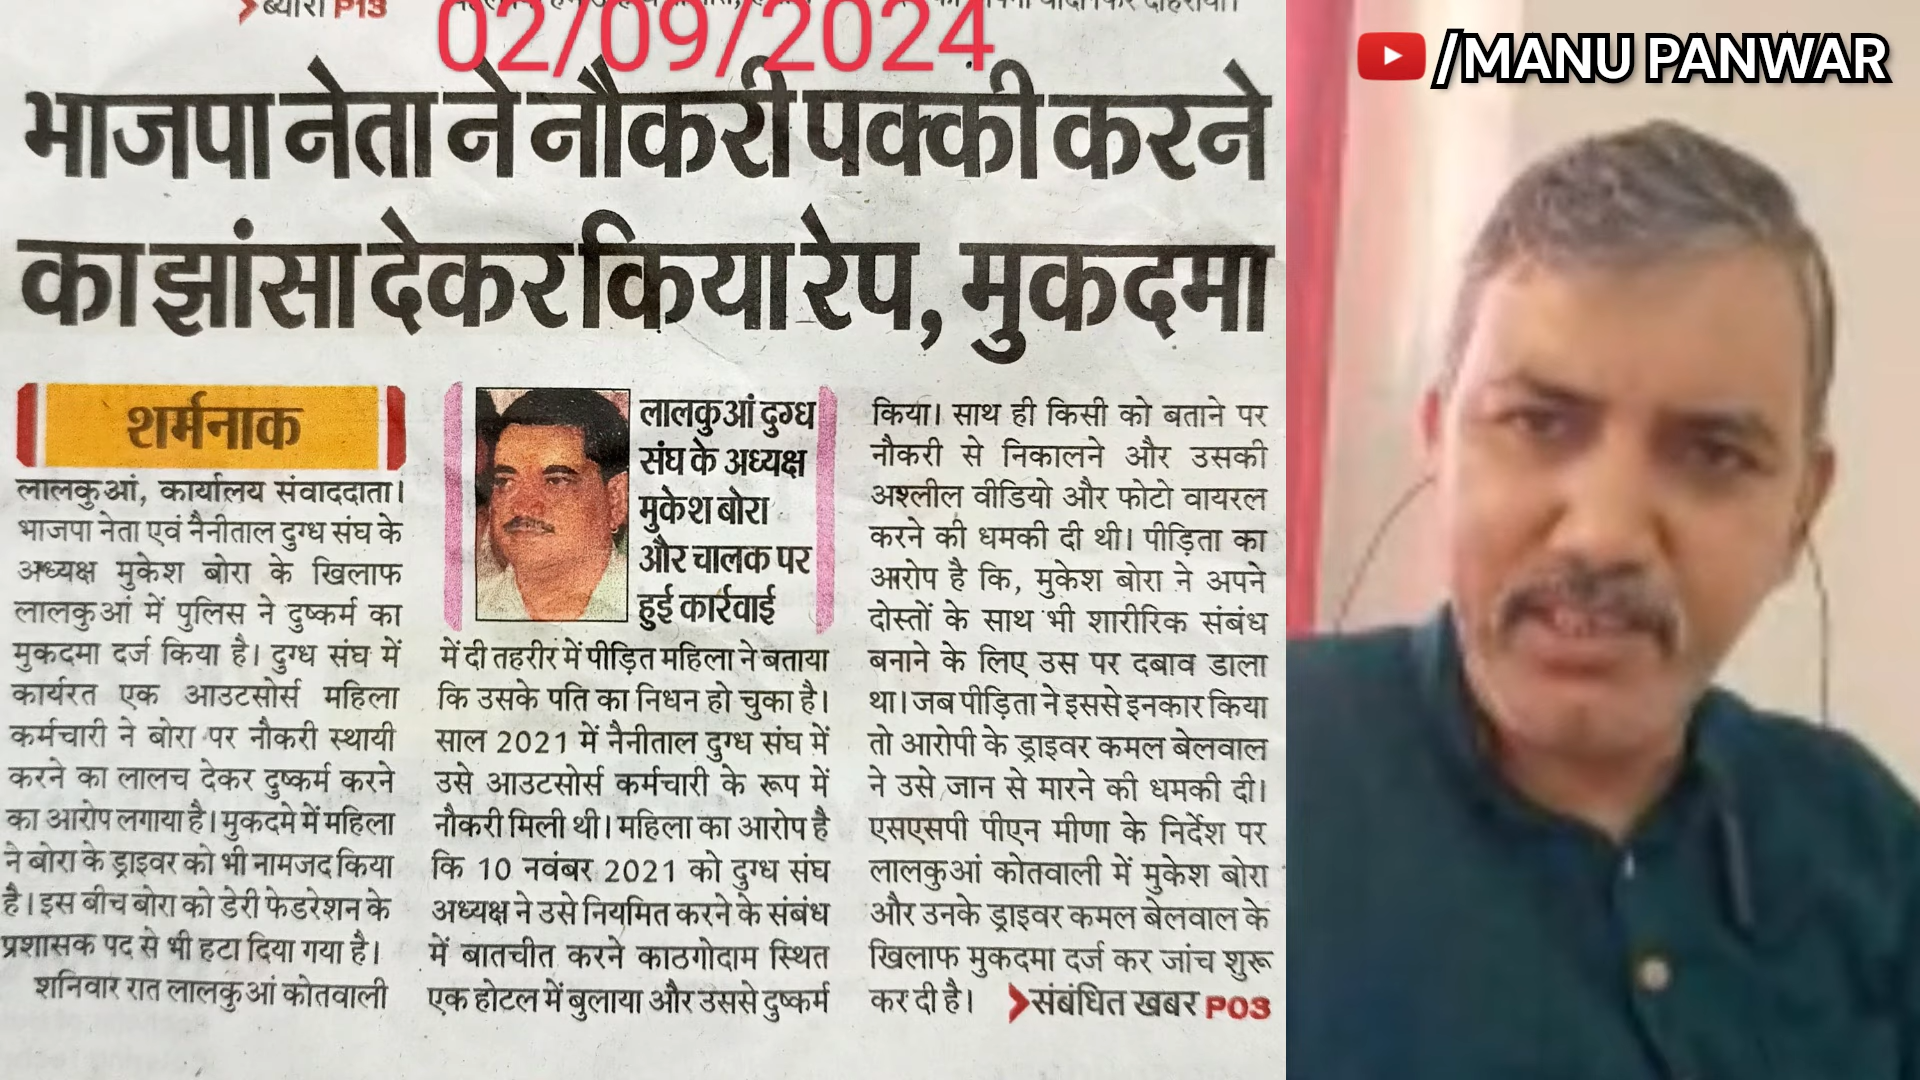 ब्यौरा P13
02/09/2024
/MANU PANWAR
भाजपा नेता ने नौकरी पक्की करने
का झांसा देकर किया रेप, मुकदमा
शर्मनाक
लालकुआं, कार्यालय संवाददाता।
भाजपा नेता एवं नैनीताल दुग्ध संघ के
अध्यक्ष मुकेश बोरा के खिलाफ
लालकुआं में पुलिस ने दुष्कर्म का
मुकदमा दर्ज किया है। दुग्ध संघ में
कार्यरत एक आउटसोर्स महिला
कर्मचारी ने बोरा पर नौकरी स्थायी
करने का लालच देकर दुष्कर्म करने
का आरोप लगाया है। मुकदमे में महिला
ने बोरा के ड्राइवर को भी नामजद किया
है। इस बीच बोरा को डेरी फेडरेशन के
प्रशासक पद से भी हटा दिया गया है।
शनिवार रात लालकुआं कोतवाली
लालकुआं दुग्ध
संघ के अध्यक्ष
मुकेश बोरा
और चालक पर
हुई कार्रवाई
में दी तहरीर में पीड़ित महिला ने बताया
कि उसके पति का निधन हो चुका है।
साल 2021 में नैनीताल दुग्ध संघ में
उसे आउटसोर्स कर्मचारी के रूप में
नौकरी मिली थी। महिला का आरोप है
कि 10 नवंबर 2021 को दुग्ध संघ
अध्यक्ष ने उसे नियमित करने के संबंध
में बातचीत करने काठगोदाम स्थित
एक होटल में बुलाया और उससे दुष्कर्म
किया। साथ ही किसी को बताने पर
नौकरी से निकालने और उसकी
अश्लील वीडियो और फोटो वायरल
करने की धमकी दी थी। पीड़िता का
आरोप है कि, मुकेश बोरा ने अपने
दोस्तों के साथ भी शारीरिक संबंध
बनाने के लिए उस पर दबाव डाला
था। जब पीड़िता ने इससे इनकार किया
तो आरोपी के ड्राइवर कमल बेलवाल
ने उसे जान से मारने की धमकी दी।
एसएसपी पीएन मीणा के निर्देश पर
लालकुआं कोतवाली में मुकेश बोरा
और उनके ड्राइवर कमल बेलवाल के
खिलाफ मुकदमा दर्ज कर जांच शुरू
कर दी है।
संबंधित खबर P03